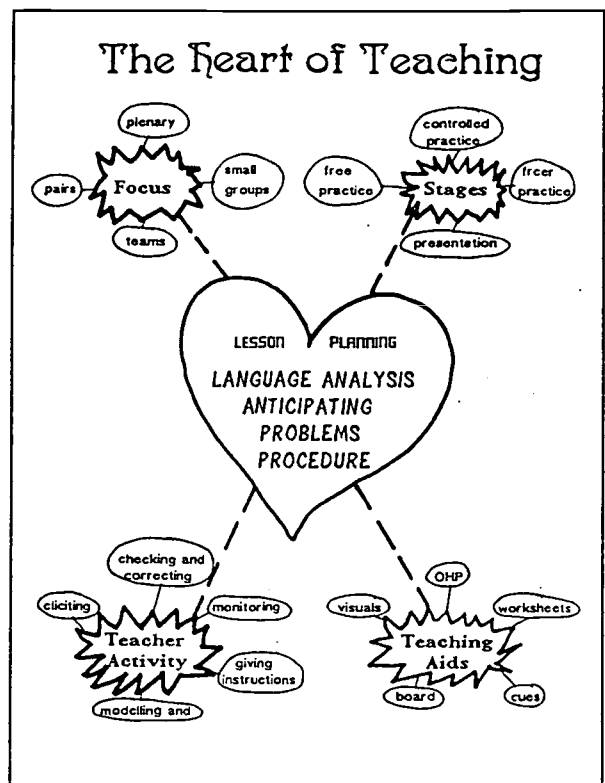 The Heart of Teaching
plenary
pairs
Focus
small
groups
teams
controlled
practice
free
practice
Stages
freer
practice
presentation
LESSON PLANNING
LANGUAGE ANALYSIS
ANTICIPATING
PROBLEMS
PROCEDURE
checking and
correcting
eliciting
monitoring
Teacher
Activity
giving
instructions
modelling and
OHP
visuals
worksheets
Teaching
Aids
board
cues